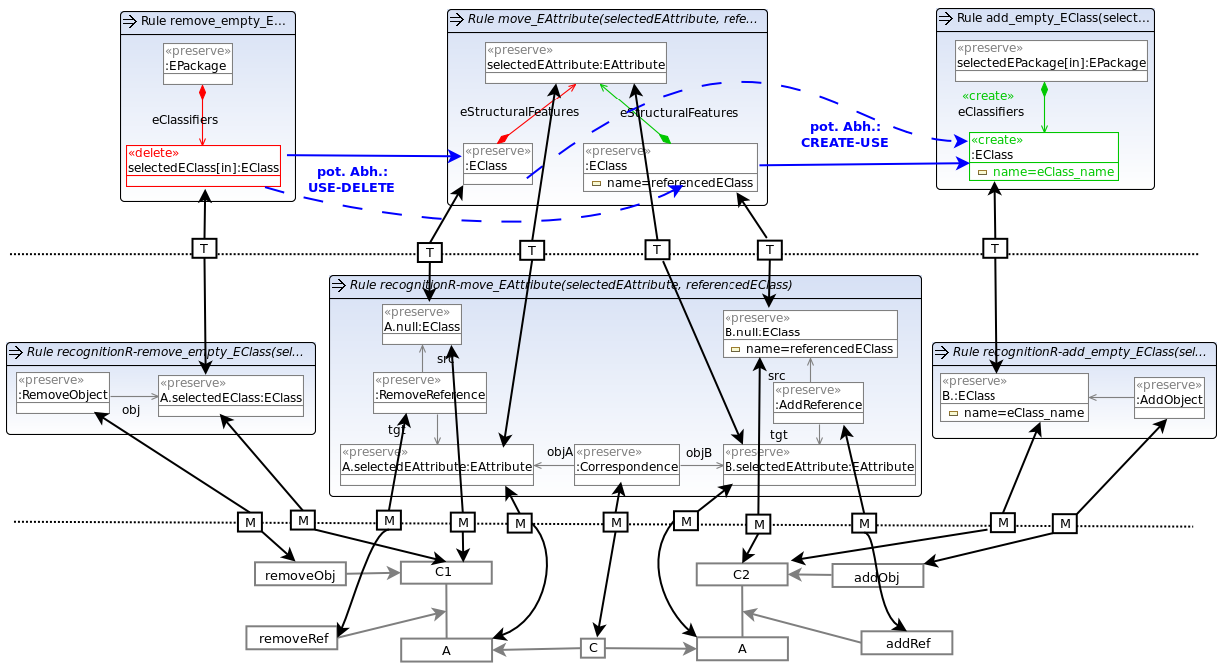 Rule remove_empty_E...
«preserve»
:EPackage
eClassifiers
«delete»
selectedEClass[in]:EClass
Rule move_EAttribute(selectedEAttribute, refe...
«preserve»
selectedEAttribute:EAttribute
eStructuralFeatures
eStructuralFeatures
«preserve»
:EClass
«preserve»
:EClass
name=referencedEClass
Rule add_empty_EClass(select...
«preserve»
selectedEPackage[in]:EPackage
«create»
eClassifiers
«create»
:EClass
name=eClass_name
pot. Abh.:
USE-DELETE
pot. Abh.:
CREATE-USE
T
T
T
T
T
T
Rule recognitionR-move_EAttribute(selectedEAttribute, referencedEClass)
«preserve»
A.null:EClass
src
«preserve»
:RemoveReference
tgt
«preserve»
A.selectedEAttribute:EAttribute
objA
«preserve»
:Correspondence
objB
«preserve»
B.null:EClass
name=referencedEClass
src
«preserve»
:AddReference
tgt
«preserve»
B.selectedEAttribute:EAttribute
Rule recognitionR-remove_empty_EClass(sel...
«preserve»
:RemoveObject
obj
«preserve»
A.selectedEClass:EClass
Rule recognitionR-add_empty_EClass(sel...
«preserve»
B.:EClass
name=eClass_name
«preserve»
:AddObject
M
M
M
M
M
M
M
M
M
M
M
removeObj
C1
C2
addObj
removeRef
A
C
A
addRef